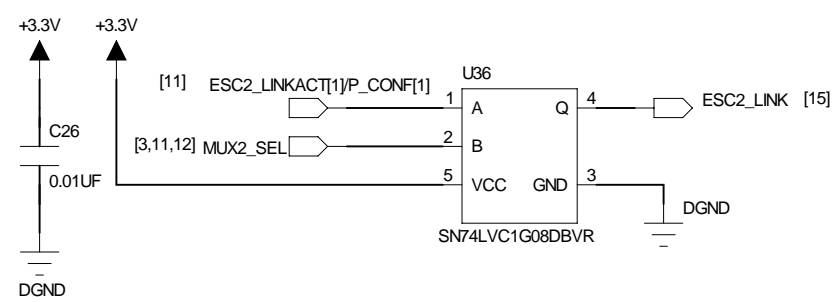 +3.3V +3.3V
U36
[11] ESC2_LINKACT[1]/P_CONF[1]
1 A Q 4 ESC2_LINK [15]
C26
[3,11,12] MUX2_SEL 2 B
0.01UF
5 VCC GND 3
DGND
SN74LVC1G08DBVR
DGND